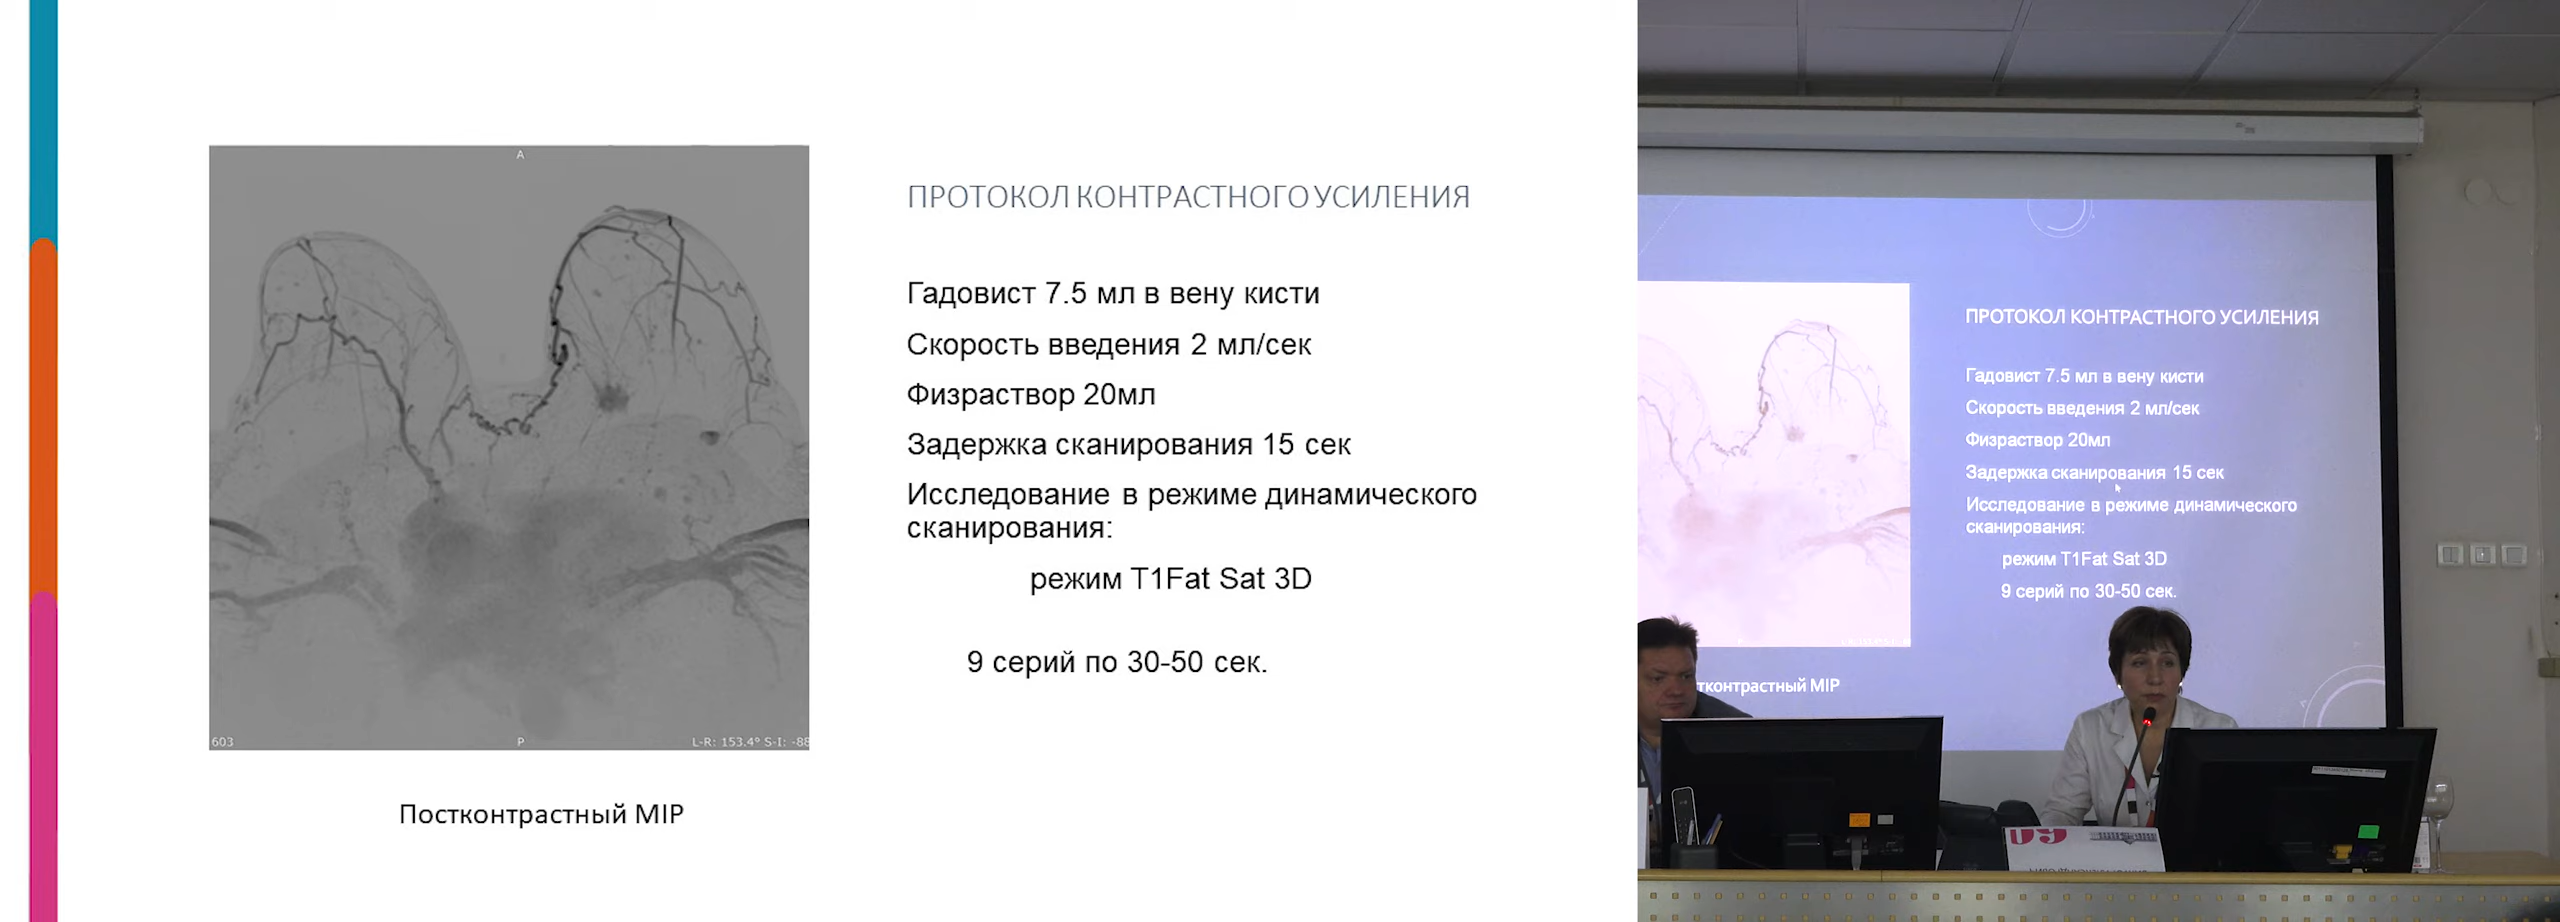 A
603
P
L-R: 153.4° S-I: -88
Постконтрастный MIP
ПРОТОКОЛ КОНТРАСТНОГО УСИЛЕНИЯ
Гадовист 7.5 мл в вену кисти
Скорость введения 2 мл/сек
Физраствор 20мл
Задержка сканирования 15 сек
Исследование в режиме динамического
сканирования:
режим T1Fat Sat 3D
9 серий по 30-50 сек.
ПРОТОКОЛ КОНТРАСТНОГО УСИЛЕНИЯ
Гадовист 7.5 мл в вену кисти
Скорость введения 2 мл/сек
Физраствор 20мл
Задержка сканирования 15 сек
Исследование в режиме динамического
сканирования:
режим T1Fat Sat 3D
9 серий по 30-50 сек.
тконтрастный MIP